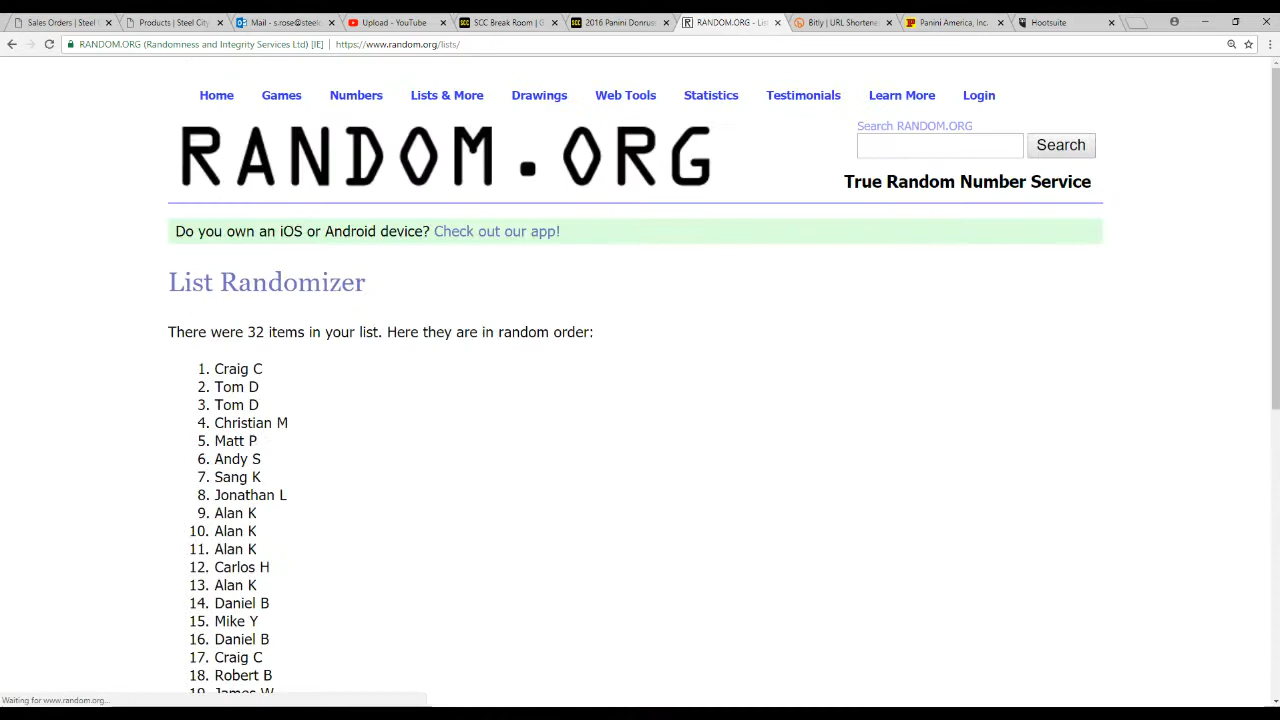 Sales Orders | Steel
Products | Steel City
Mail - s.rose@steelc
Upload - YouTube
SCC Break Room | G
2016 Panini Donruss
RANDOM.ORG - List
Bitly | URL Shortene
Panini America, Inc.
Hootsuite
RANDOM.ORG (Randomness and Integrity Services Ltd) [IE] https://www.random.org/lists/
Home Games Numbers Lists & More Drawings Web Tools Statistics Testimonials Learn More Login
RANDOM.ORG
Search RANDOM.ORG
Search
True Random Number Service
Do you own an iOS or Android device? Check out our app!
List Randomizer
There were 32 items in your list. Here they are in random order:
1. Craig C
2. Tom D
3. Tom D
4. Christian M
5. Matt P
6. Andy S
7. Sang K
8. Jonathan L
9. Alan K
10. Alan K
11. Alan K
12. Carlos H
13. Alan K
14. Daniel B
15. Mike Y
16. Daniel B
17. Craig C
18. Robert B
19. James W
Waiting for www.random.org...